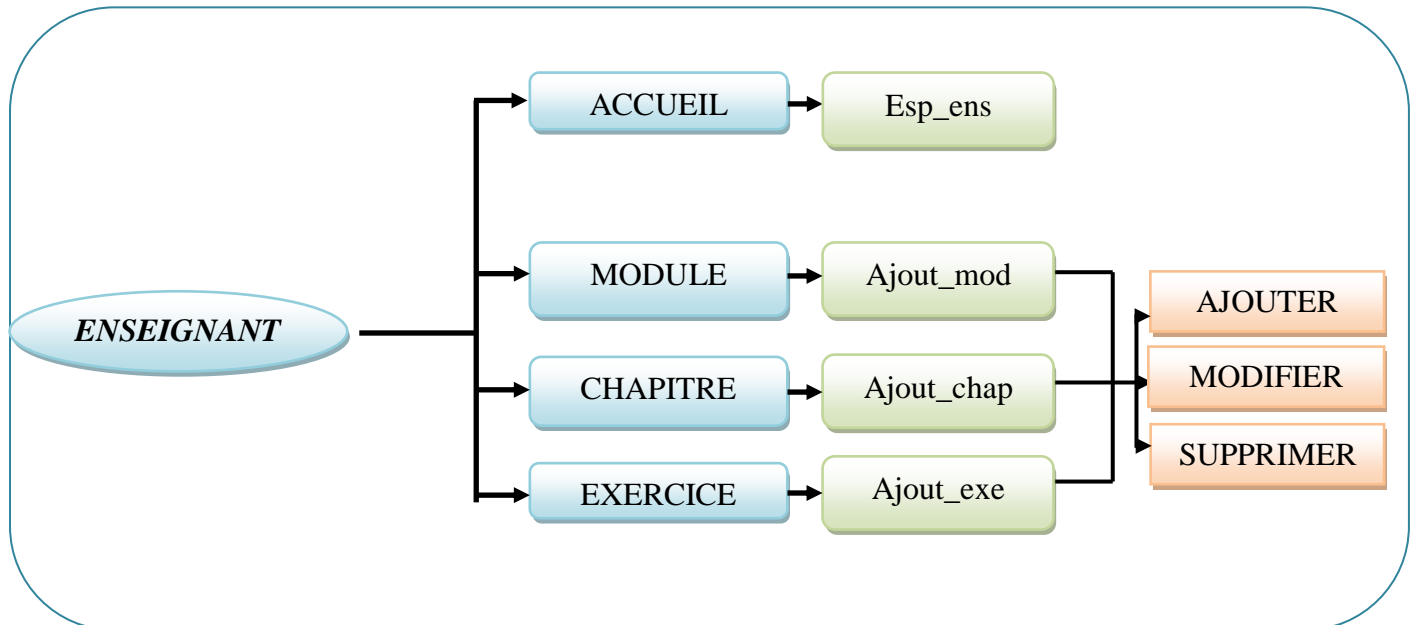 ACCUEIL
Esp_ens
MODULE
Ajout_mod
AJOUTER
ENSEIGNANT
MODIFIER
CHAPITRE
Ajout_chap
SUPPRIMER
EXERCICE
Ajout_exe